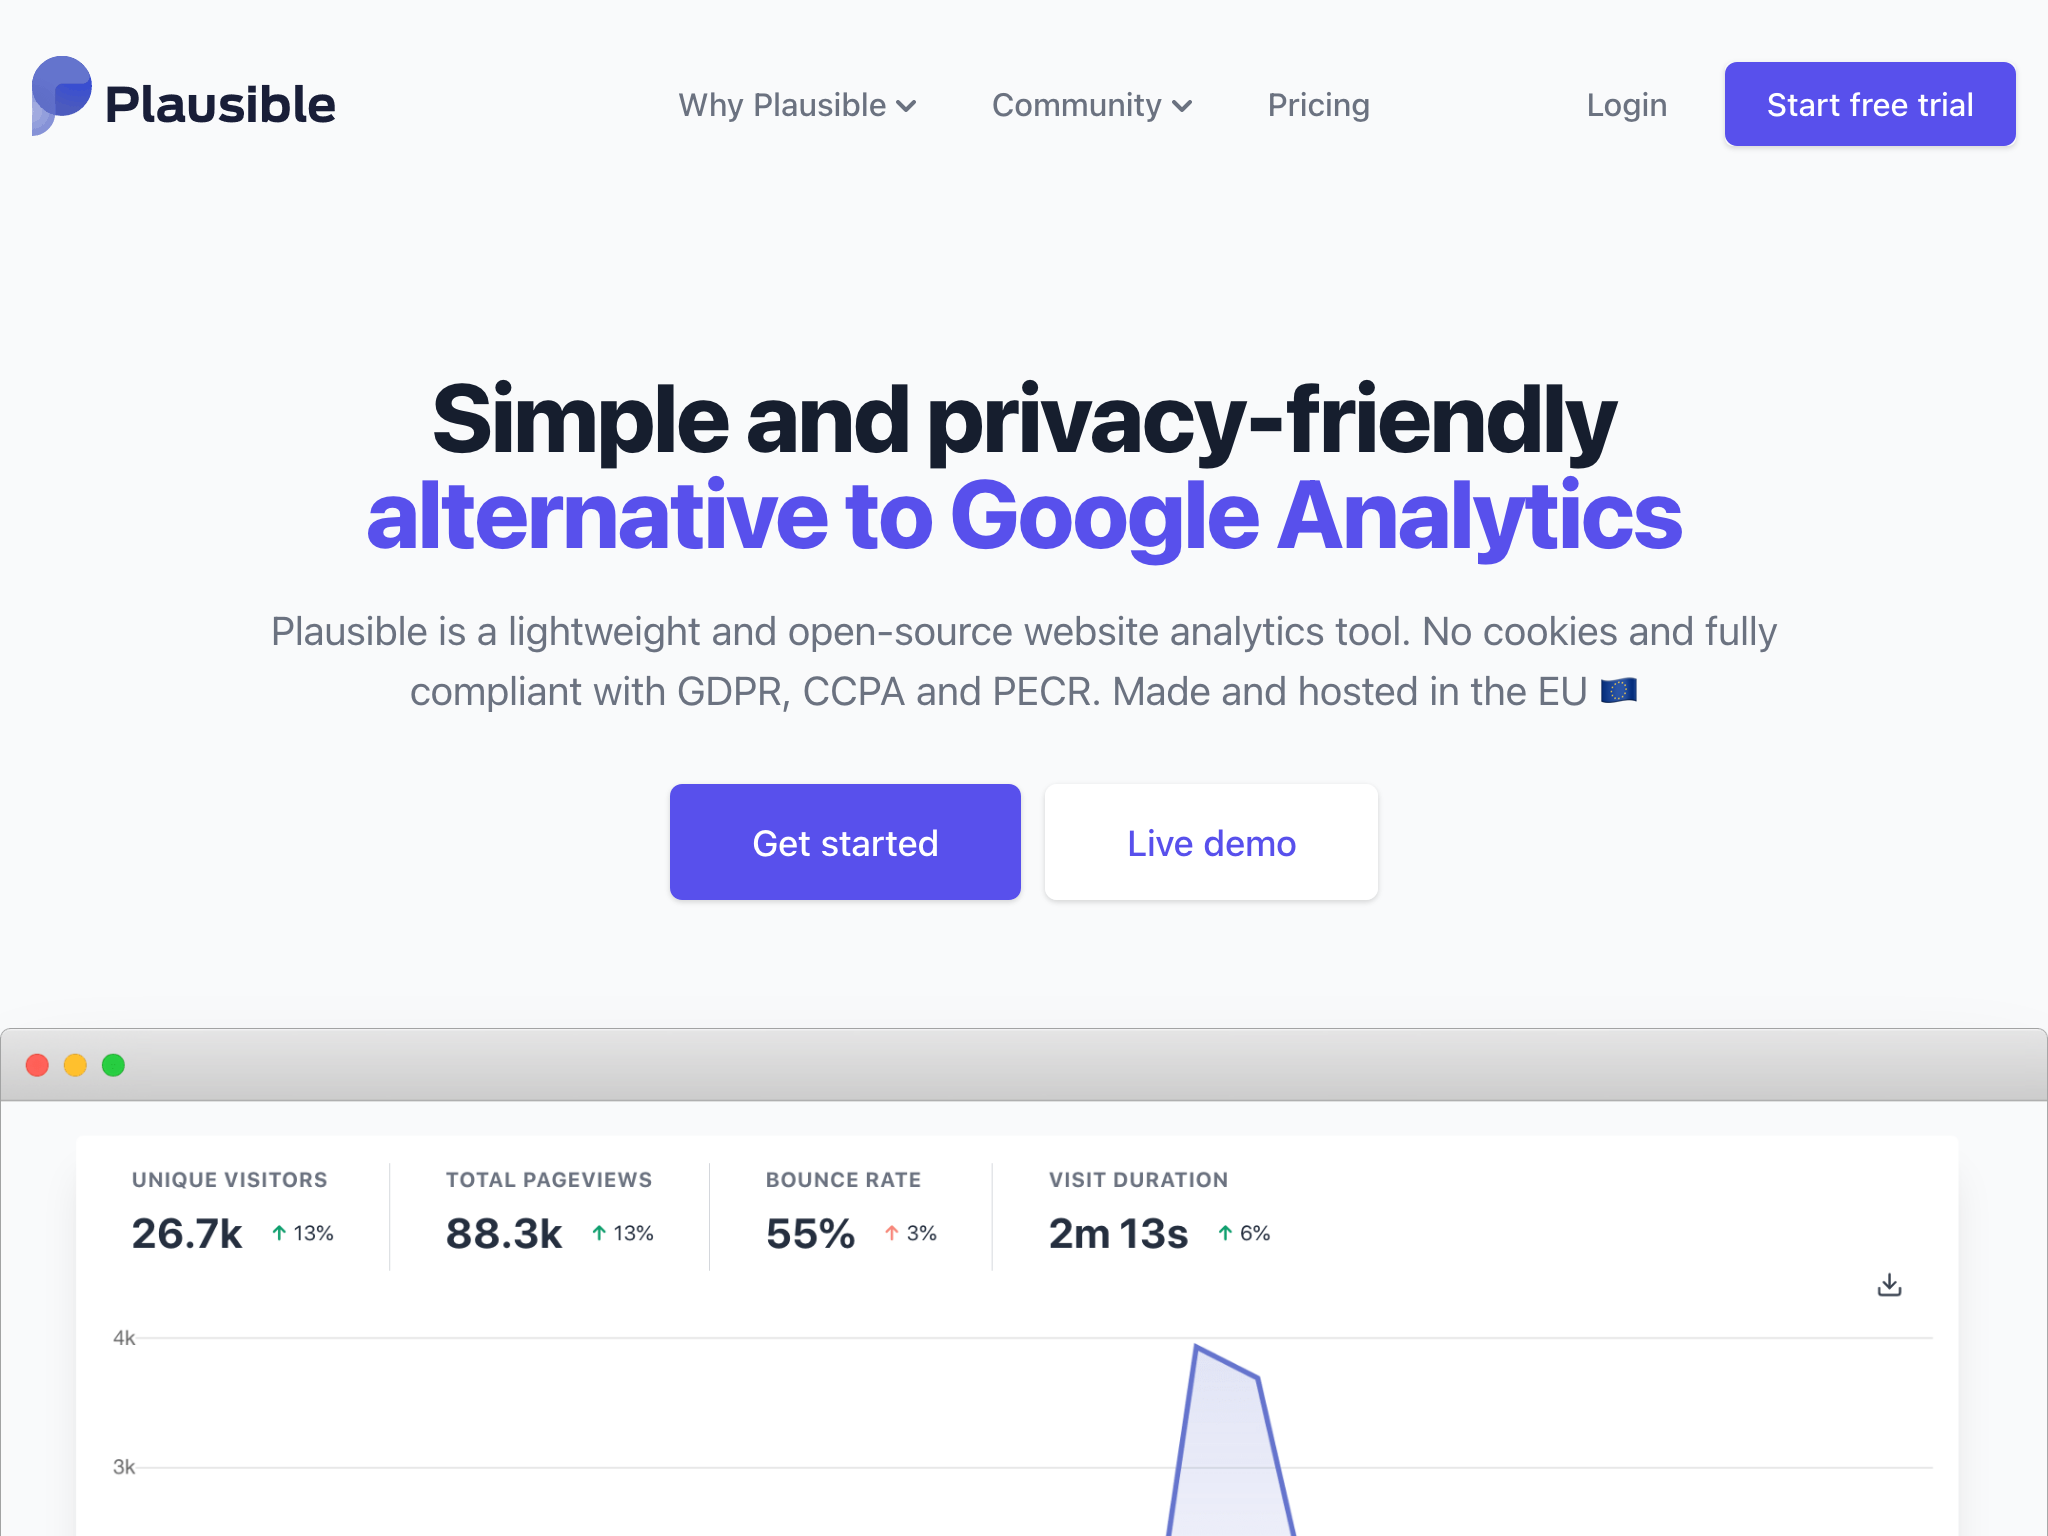 Plausible
Why Plausible
Community
Pricing
Login
Start free trial
Simple and privacy-friendly
alternative to Google Analytics
Plausible is a lightweight and open-source website analytics tool. No cookies and fully
compliant with GDPR, CCPA and PECR. Made and hosted in the EU 🇪🇺
Get started
Live demo
UNIQUE VISITORS
26.7k ↑ 13%
TOTAL PAGEVIEWS
88.3k ↑ 13%
BOUNCE RATE
55% ↑ 3%
VISIT DURATION
2m 13s ↑ 6%
4k
3k